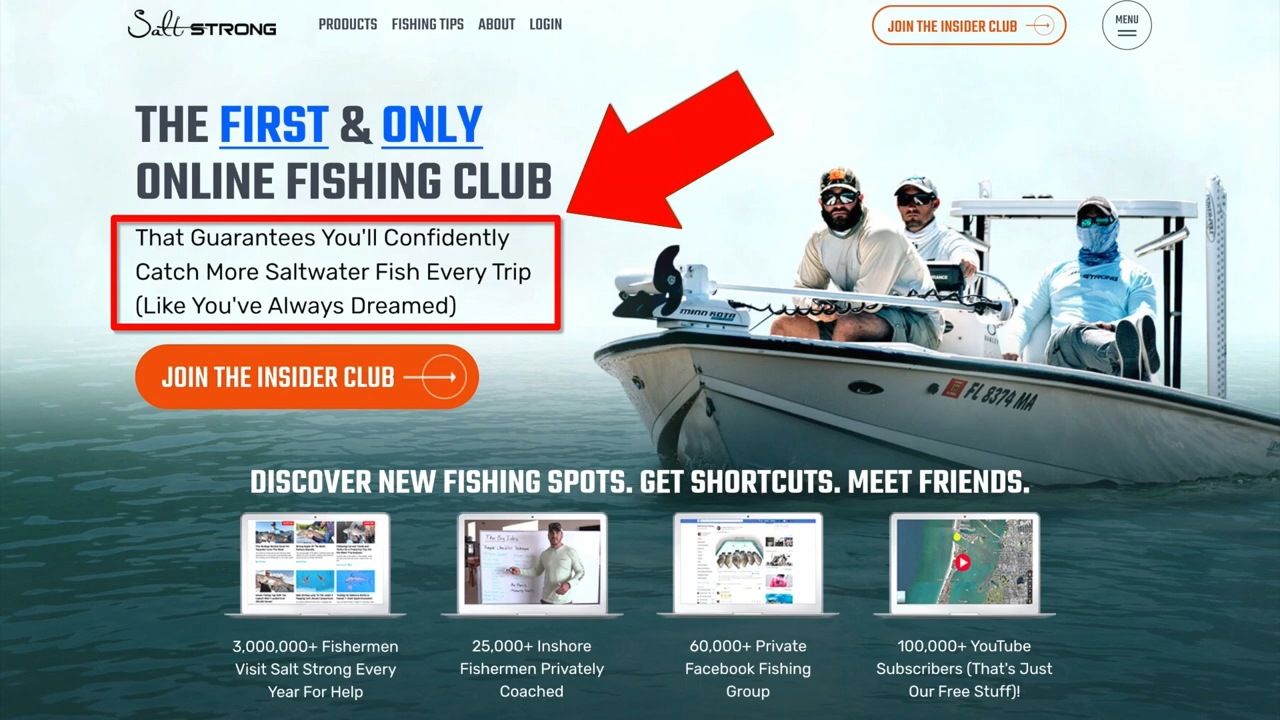 Salt STRONG
PRODUCTS FISHING TIPS ABOUT LOGIN
JOIN THE INSIDER CLUB
MENU
THE FIRST & ONLY
ONLINE FISHING CLUB
That Guarantees You'll Confidently
Catch More Saltwater Fish Every Trip
(Like You've Always Dreamed)
JOIN THE INSIDER CLUB
MINN KOTA
STRONG
FL 8374 MA
DISCOVER NEW FISHING SPOTS. GET SHORTCUTS. MEET FRIENDS.
The Big Idea
3,000,000+ Fishermen
Visit Salt Strong Every
Year For Help
25,000+ Inshore
Fishermen Privately
Coached
60,000+ Private
Facebook Fishing
Group
100,000+ YouTube
Subscribers (That's Just
Our Free Stuff)!